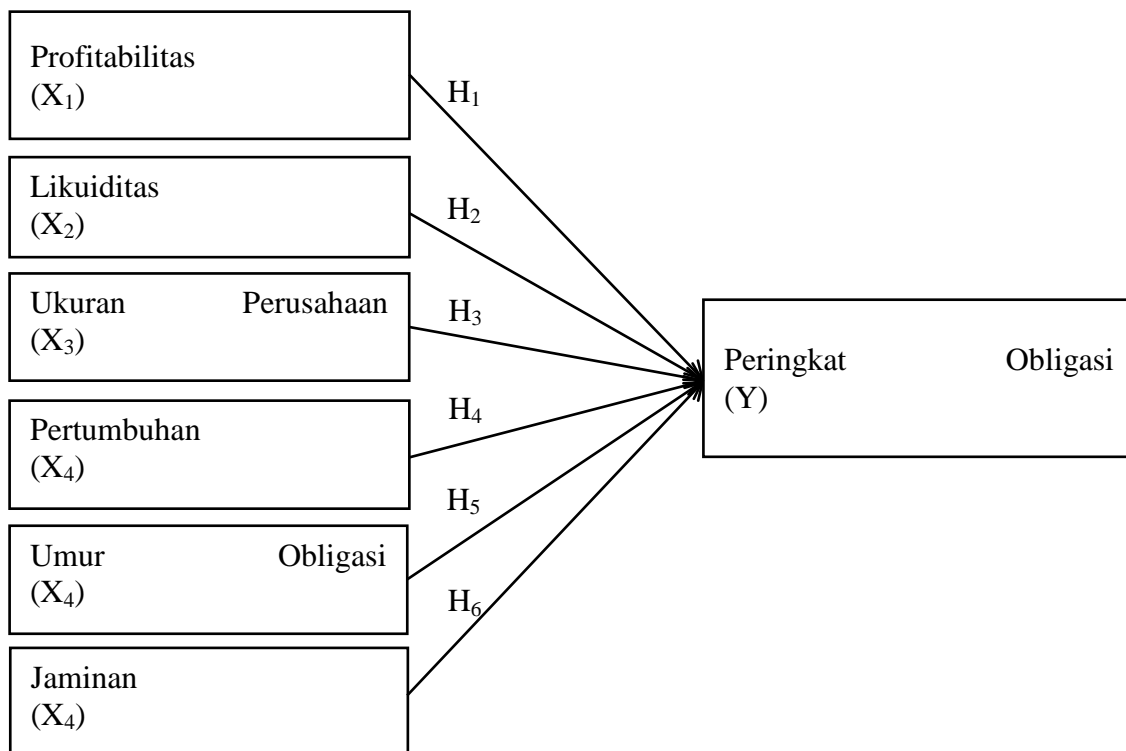 Profitabilitas
(X₁)
H₁
Likuiditas
(X₂)
H₂
Ukuran Perusahaan
(X₃)
H₃
Peringkat Obligasi
(Y)
Pertumbuhan
(X₄)
H₄
Umur Obligasi
(X₄)
H₅
Jaminan
(X₄)
H₆